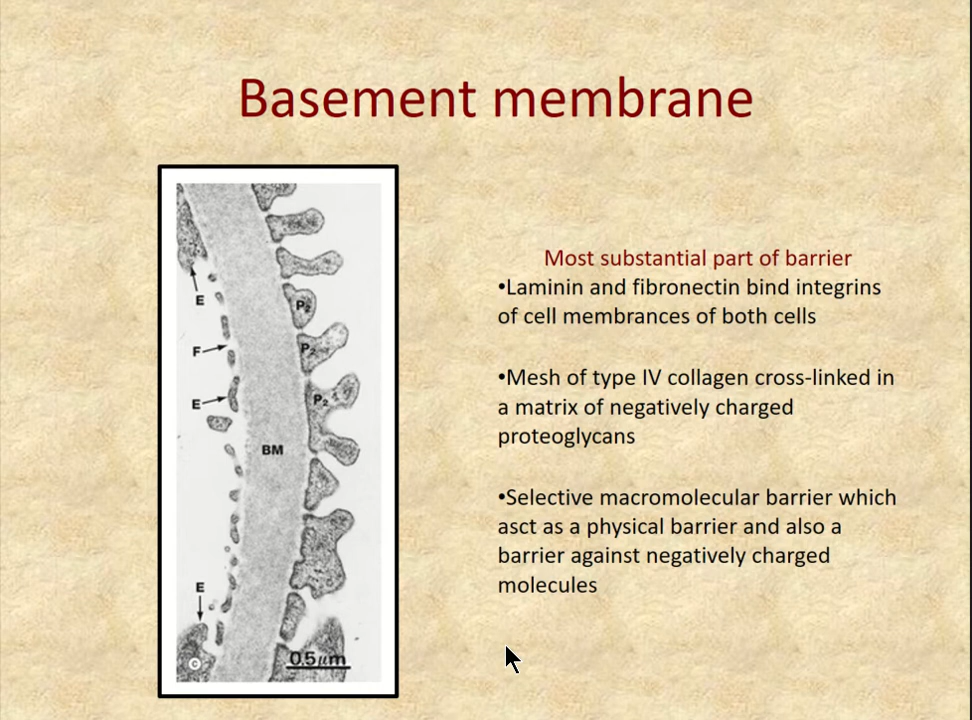 Basement membrane
Most substantial part of barrier
•Laminin and fibronectin bind integrins
of cell membrances of both cells
•Mesh of type IV collagen cross-linked in
a matrix of negatively charged
proteoglycans
•Selective macromolecular barrier which
asct as a physical barrier and also a
barrier against negatively charged
molecules
E
P₂
F
P₂
E
P₂
BM
E
C
0.5μm